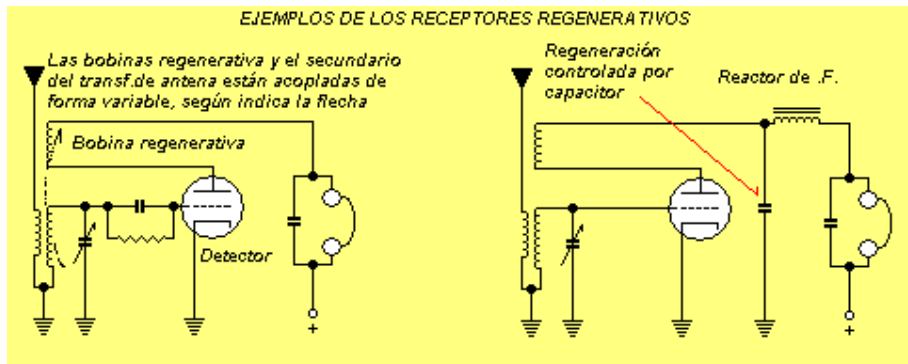 EJEMPLOS DE LOS RECEPTORES REGENERATIVOS
Las bobinas regenerativa y el secundario
del transf.de antena están acopladas de
forma variable, según indica la flecha
Bobina regenerativa
Detector
+
Regeneración
controlada por
capacitor
Reactor de .F.
+